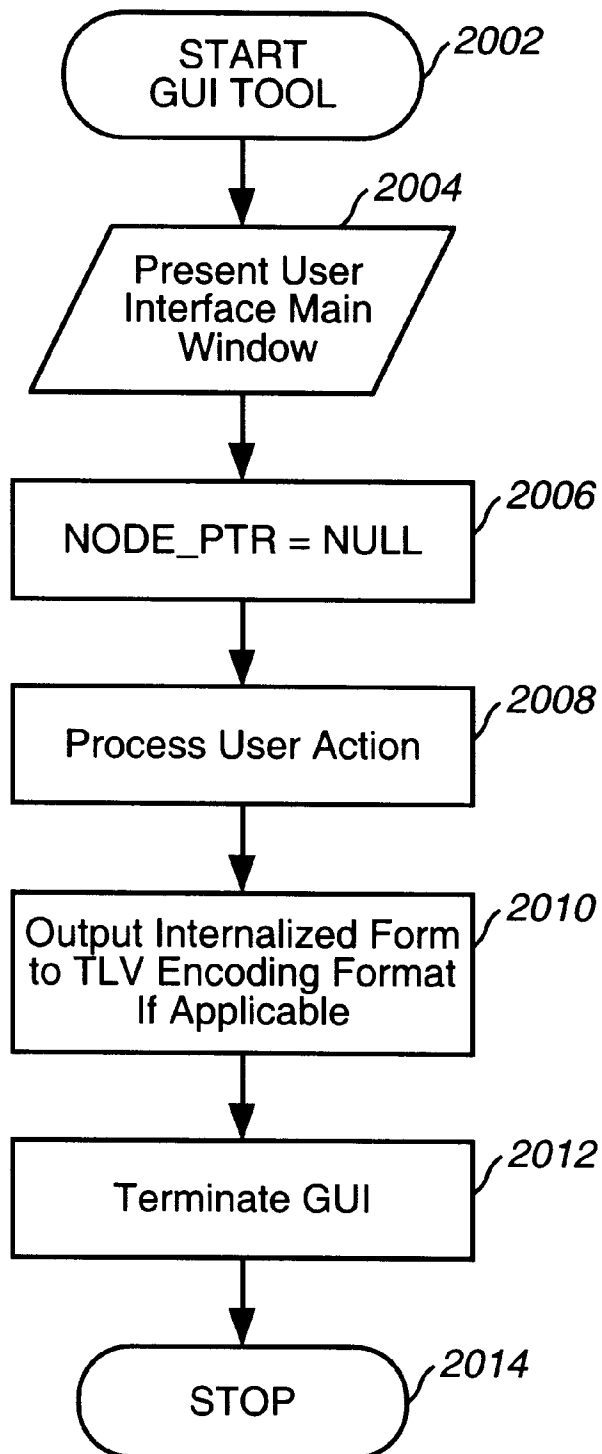 START
GUI TOOL
2002
2004
Present User
Interface Main
Window
2006
NODE_PTR = NULL
2008
Process User Action
2010
Output Internalized Form
to TLV Encoding Format
If Applicable
2012
Terminate GUI
2014
STOP